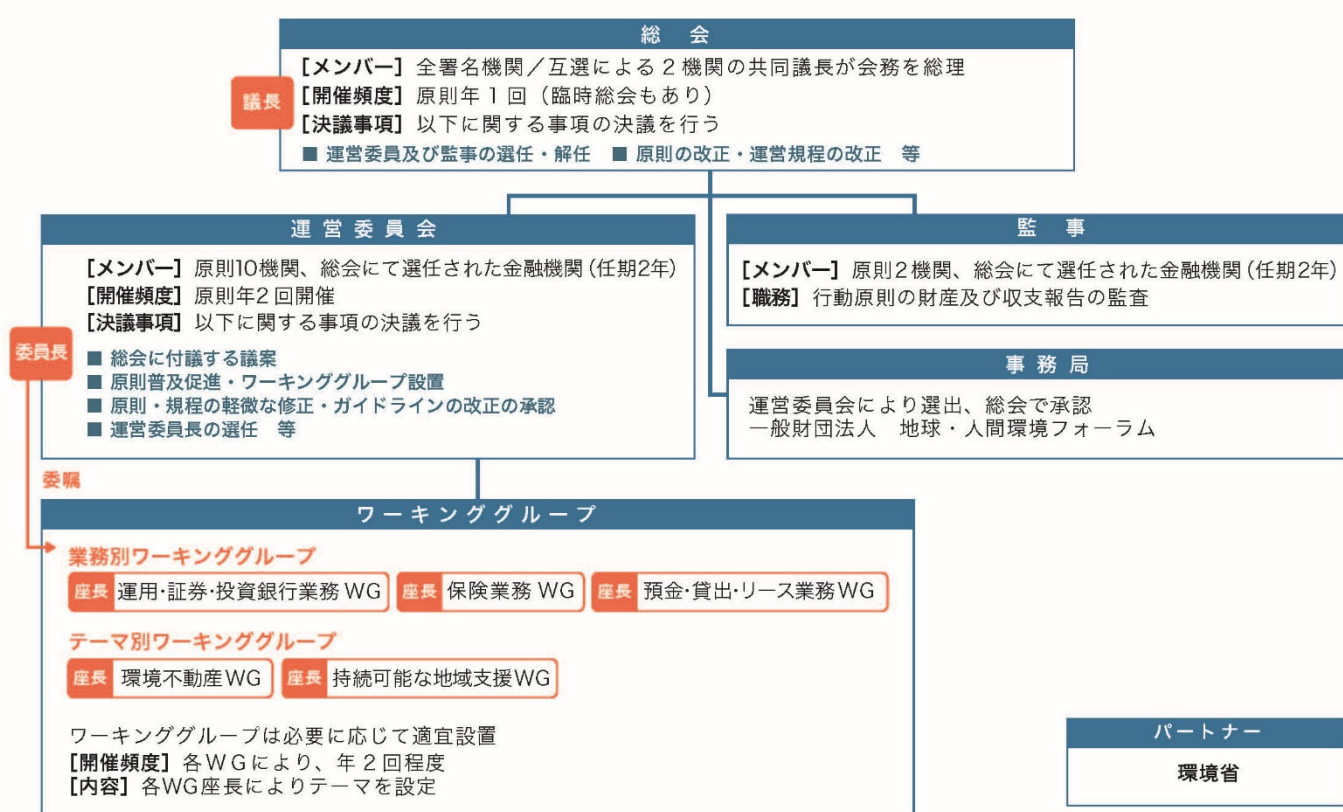 総 会
議長
[メンバー] 全署名機関／互選による２機関の共同議長が会務を総理
[開催頻度] 原則年１回（臨時総会もあり）
[決議事項] 以下に関する事項の決議を行う
■ 運営委員及び監事の選任・解任 ■ 原則の改正・運営規程の改正 等
運営委員会
委員長
[メンバー] 原則10機関、総会にて選任された金融機関（任期2年）
[開催頻度] 原則年2回開催
[決議事項] 以下に関する事項の決議を行う
■ 総会に付議する議案
■ 原則普及促進・ワーキンググループ設置
■ 原則・規程の軽微な修正・ガイドラインの改正の承認
■ 運営委員長の選任 等
監 事
[メンバー] 原則2機関、総会にて選任された金融機関（任期2年）
[職務] 行動原則の財産及び収支報告の監査
事務局
運営委員会により選出、総会で承認
一般財団法人 地球・人間環境フォーラム
委嘱
ワーキンググループ
業務別ワーキンググループ
座長 運用・証券・投資銀行業務 WG 座長 保険業務 WG 座長 預金・貸出・リース業務WG
テーマ別ワーキンググループ
座長 環境不動産WG 座長 持続可能な地域支援WG
ワーキンググループは必要に応じて適宜設置
[開催頻度] 各ＷＧにより、年２回程度
[内容] 各WG座長によりテーマを設定
パートナー
環境省